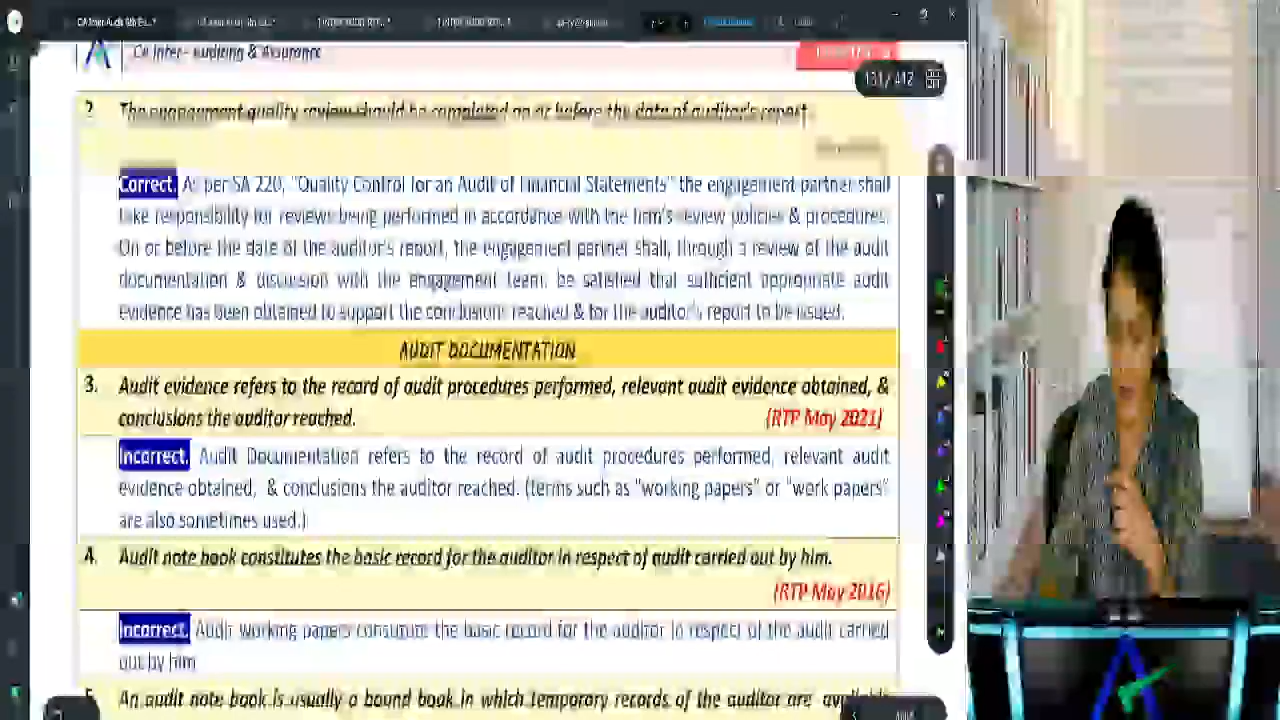 CA Inter - Auditing & Assurance
131 / 412
2. The engagement quality review should be completed on or before the date of auditor's report.
Correct. As per SA 220, "Quality Control for an Audit of Financial Statements" the engagement partner shall
take responsibility for reviews being performed in accordance with the firm's review policies & procedures.
On or before the date of the auditor's report, the engagement partner shall, through a review of the audit
documentation & discussion with the engagement team, be satisfied that sufficient appropriate audit
evidence has been obtained to support the conclusions reached & for the auditor's report to be issued.
AUDIT DOCUMENTATION
3. Audit evidence refers to the record of audit procedures performed, relevant audit evidence obtained, &
conclusions the auditor reached. (RTP May 2021)
Incorrect. Audit Documentation refers to the record of audit procedures performed, relevant audit
evidence obtained, & conclusions the auditor reached. (terms such as "working papers" or "work papers"
are also sometimes used.)
4. Audit note book constitutes the basic record for the auditor in respect of audit carried out by him.
(RTP May 2016)
Incorrect. Audit working papers constitute the basic record for the auditor in respect of the audit carried
out by him
5. An audit note book is usually a bound book in which temporary records of the auditor are